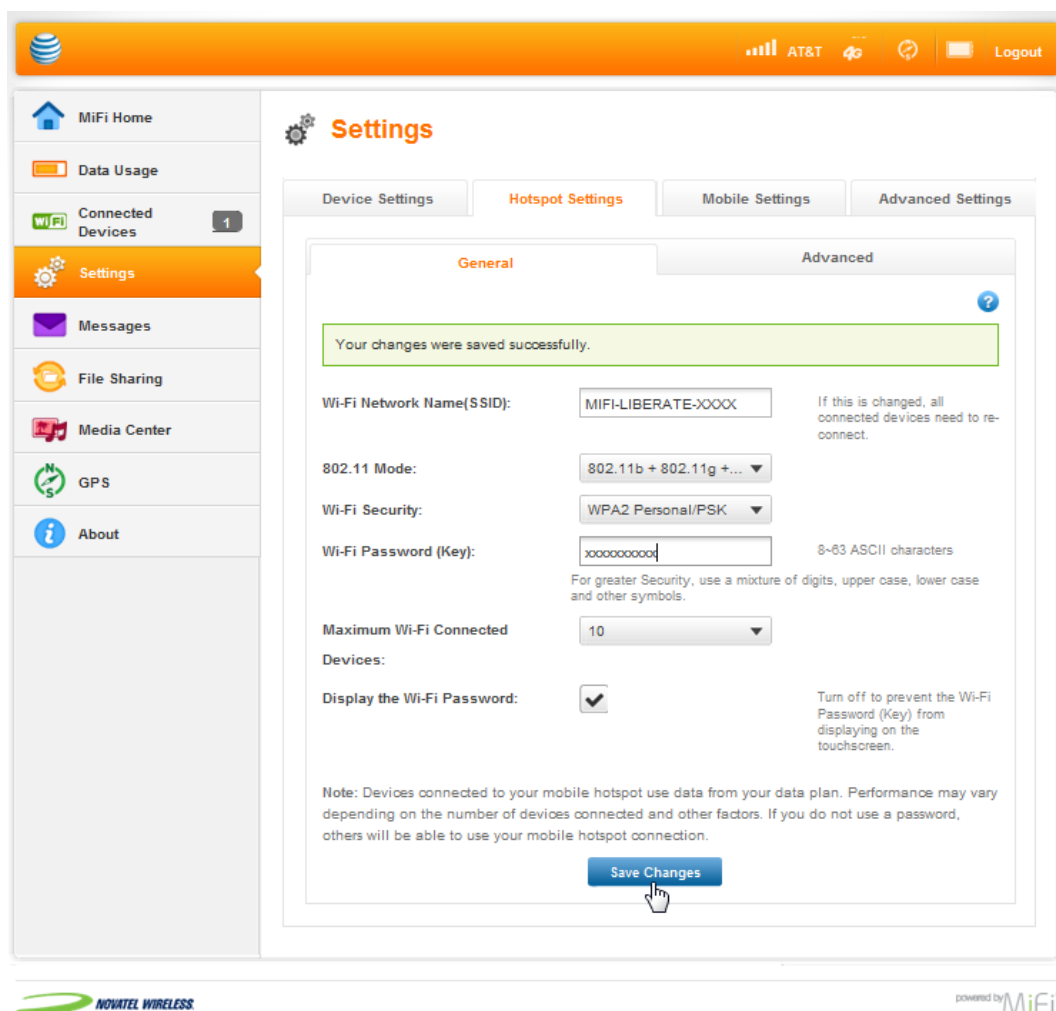 AT&T 4G Logout
MiFi Home
Data Usage
WiFi Connected
Devices 1
Settings
Messages
File Sharing
Media Center
N
S GPS
i About
Settings
Device Settings Hotspot Settings Mobile Settings Advanced Settings
General Advanced
?
Your changes were saved successfully.
Wi-Fi Network Name(SSID): MIFI-LIBERATE-XXXX If this is changed, all
connected devices need to re-
connect.
802.11 Mode: 802.11b + 802.11g +...
Wi-Fi Security: WPA2 Personal/PSK
Wi-Fi Password (Key): xxxxxxxxxx 8~63 ASCII characters
For greater Security, use a mixture of digits, upper case, lower case
and other symbols.
Maximum Wi-Fi Connected 10
Devices:
Display the Wi-Fi Password: Turn off to prevent the Wi-Fi
Password (Key) from
displaying on the
touchscreen.
Note: Devices connected to your mobile hotspot use data from your data plan. Performance may vary
depending on the number of devices connected and other factors. If you do not use a password,
others will be able to use your mobile hotspot connection.
Save Changes
NOVATEL WIRELESS. powered by MiFi